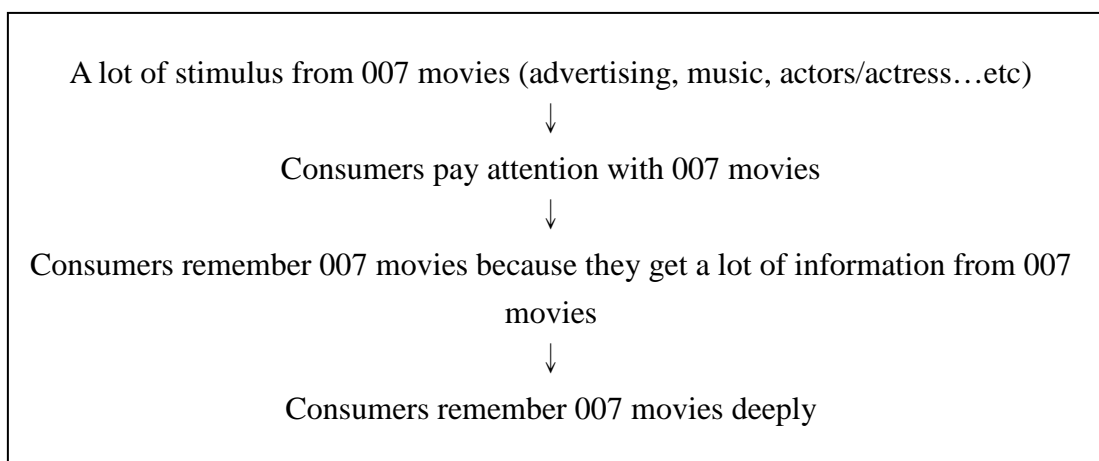 A lot of stimulus from 007 movies (advertising, music, actors/actress…etc)
↓
Consumers pay attention with 007 movies
↓
Consumers remember 007 movies because they get a lot of information from 007
movies
↓
Consumers remember 007 movies deeply